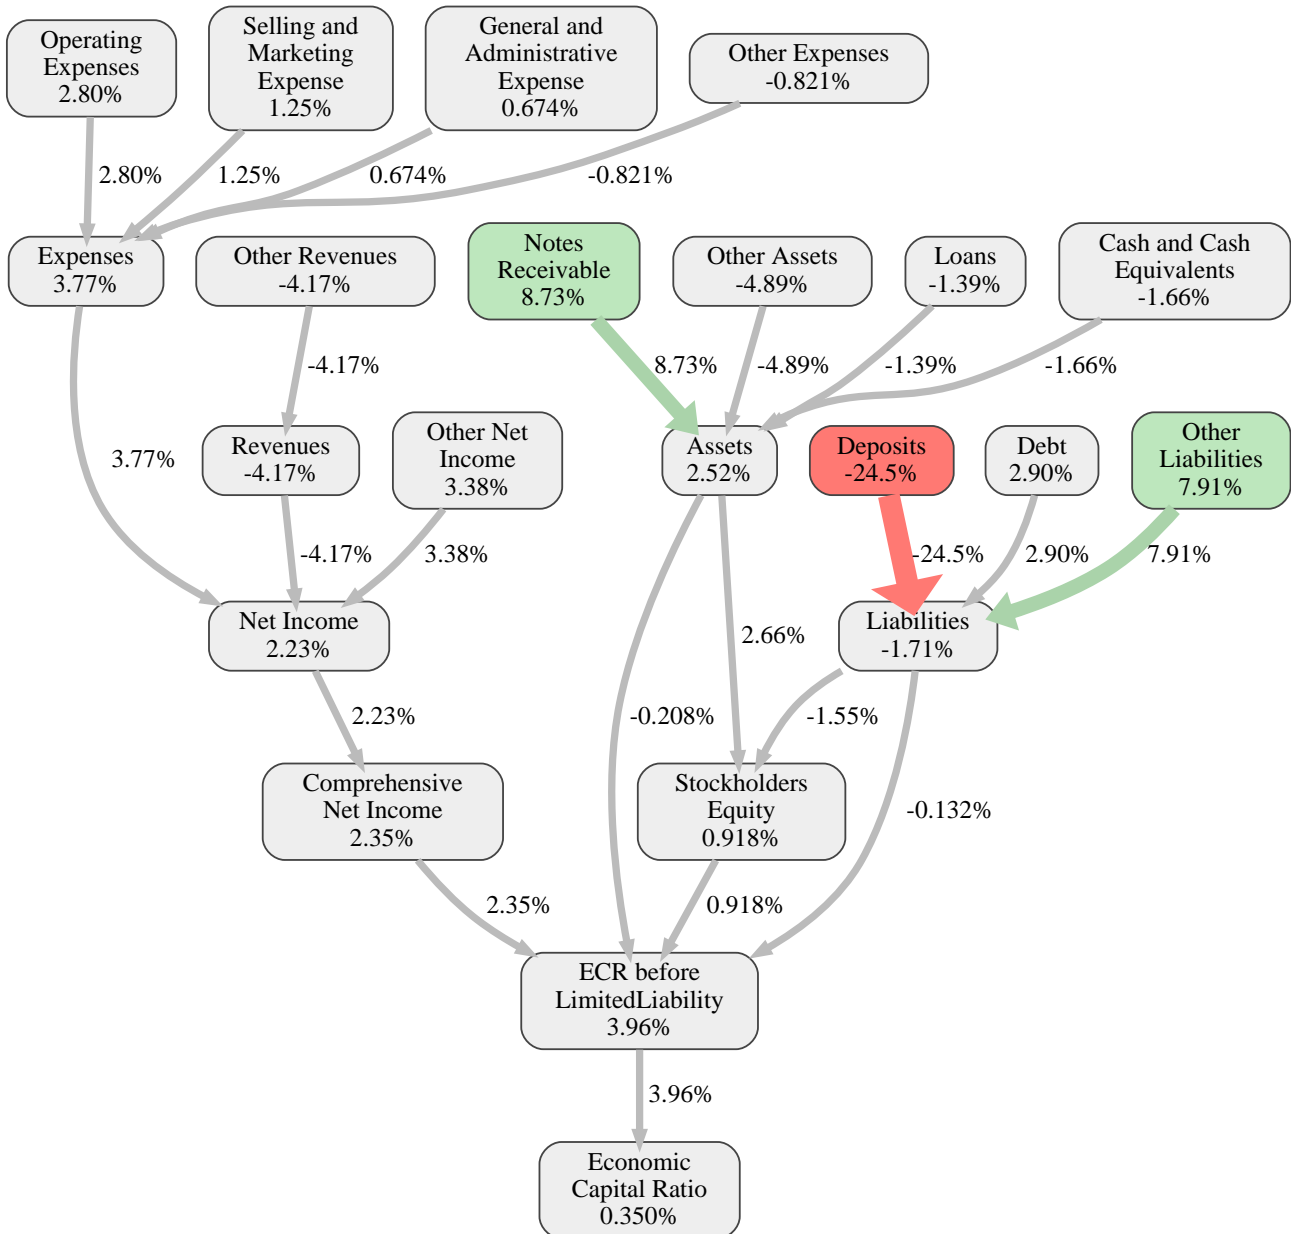 Operating
Expenses
2.80%
Selling and
Marketing
Expense
1.25%
General and
Administrative
Expense
0.674%
Other Expenses
-0.821%
2.80%
1.25%
0.674%
-0.821%
Expenses
3.77%
Other Revenues
-4.17%
Notes
Receivable
8.73%
Other Assets
-4.89%
Loans
-1.39%
Cash and Cash
Equivalents
-1.66%
-4.17%
8.73%
-4.89%
-1.39%
-1.66%
3.77%
Revenues
-4.17%
Other Net
Income
3.38%
Assets
2.52%
Deposits
-24.5%
Debt
2.90%
Other
Liabilities
7.91%
-4.17%
3.38%
-24.5%
2.90%
7.91%
Net Income
2.23%
2.66%
Liabilities
-1.71%
2.23%
-0.208%
-1.55%
Comprehensive
Net Income
2.35%
Stockholders
Equity
0.918%
-0.132%
2.35%
0.918%
ECR before
LimitedLiability
3.96%
3.96%
Economic
Capital Ratio
0.350%